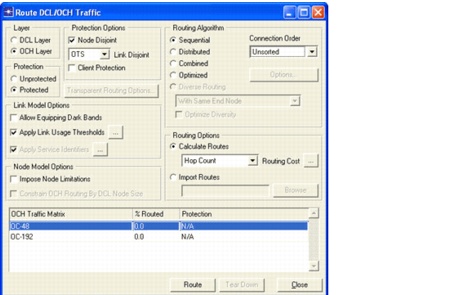 Route DCL/OCH Traffic
Layer
DCL Layer
OCH Layer
Protection
Unprotected
Protected
Protection Options
Node Disjoint
OTS Link Disjoint
Client Protection
Transparent Routing Options...
Link Model Options
Allow Equipping Dark Bands
Apply Link Usage Thresholds ...
Apply Service Identifiers ...
Node Model Options
Impose Node Limitations
Constrain OCH Routing By DCL Node Size
Routing Algorithm
Sequential
Distributed
Combined
Optimized
Diverse Routing
With Same End Node
Optimize Diversity
Connection Order
Unsorted
Options...
Routing Options
Calculate Routes
Hop Count Routing Cost ...
Import Routes
Browse
OCH Traffic Matrix % Routed Protection
OC-48 0.0 N/A
OC-192 0.0 N/A
Route Tear Down Close